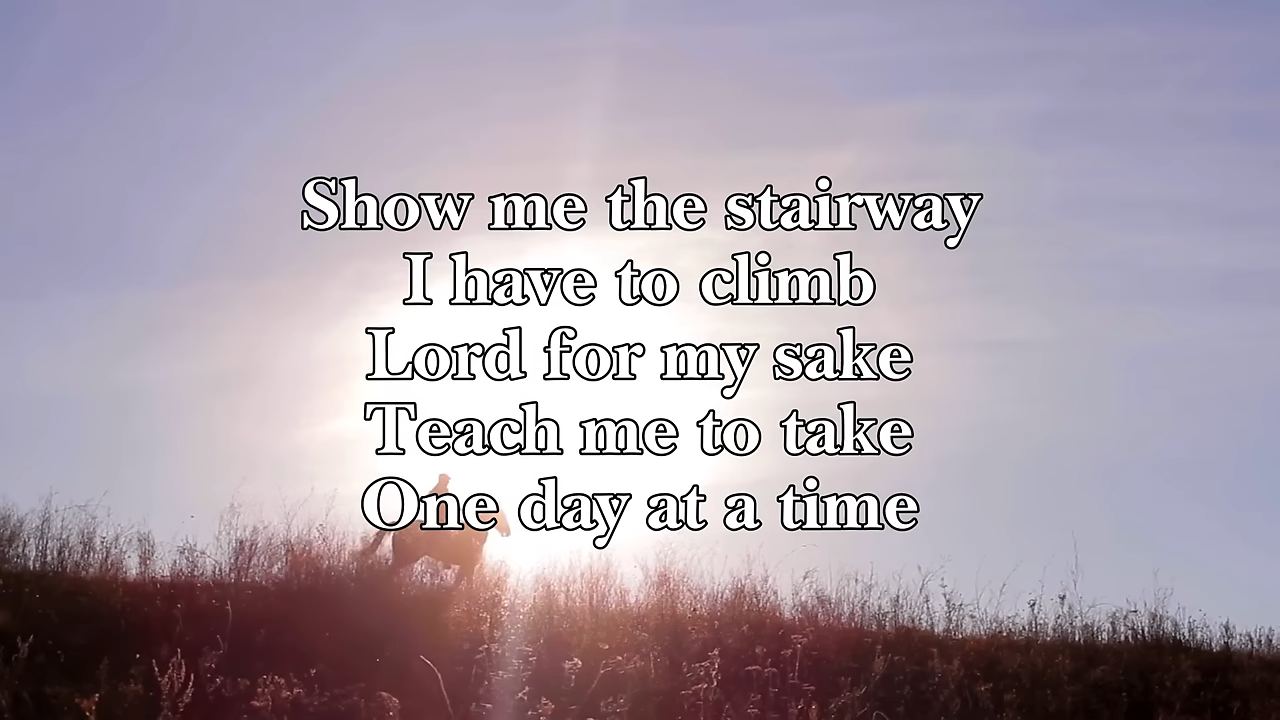 Show me the stairway
I have to climb
Lord for my sake
Teach me to take
One day at a time